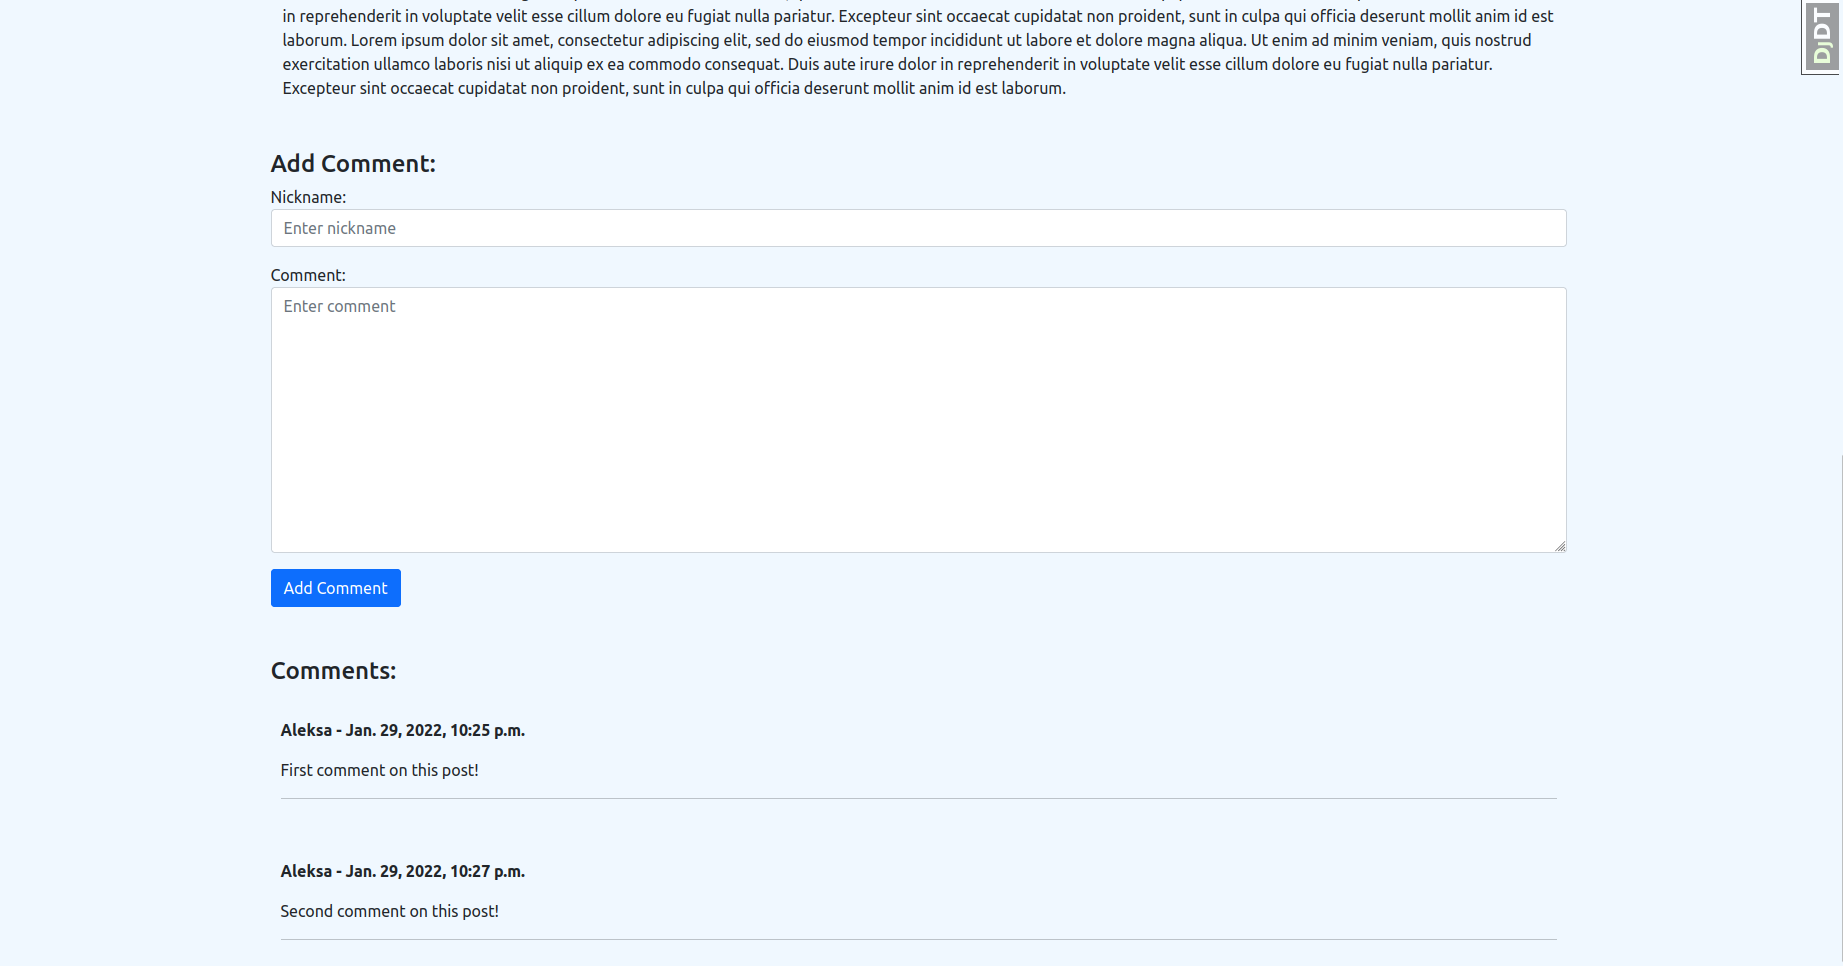 in reprehenderit in voluptate velit esse cillum dolore eu fugiat nulla pariatur. Excepteur sint occaecat cupidatat non proident, sunt in culpa qui officia deserunt mollit anim id est
laborum. Lorem ipsum dolor sit amet, consectetur adipiscing elit, sed do eiusmod tempor incididunt ut labore et dolore magna aliqua. Ut enim ad minim veniam, quis nostrud
exercitation ullamco laboris nisi ut aliquip ex ea commodo consequat. Duis aute irure dolor in reprehenderit in voluptate velit esse cillum dolore eu fugiat nulla pariatur.
Excepteur sint occaecat cupidatat non proident, sunt in culpa qui officia deserunt mollit anim id est laborum.
DjDT
Add Comment:
Nickname:
Enter nickname
Comment:
Enter comment
Add Comment
Comments:
Aleksa - Jan. 29, 2022, 10:25 p.m.
First comment on this post!
Aleksa - Jan. 29, 2022, 10:27 p.m.
Second comment on this post!